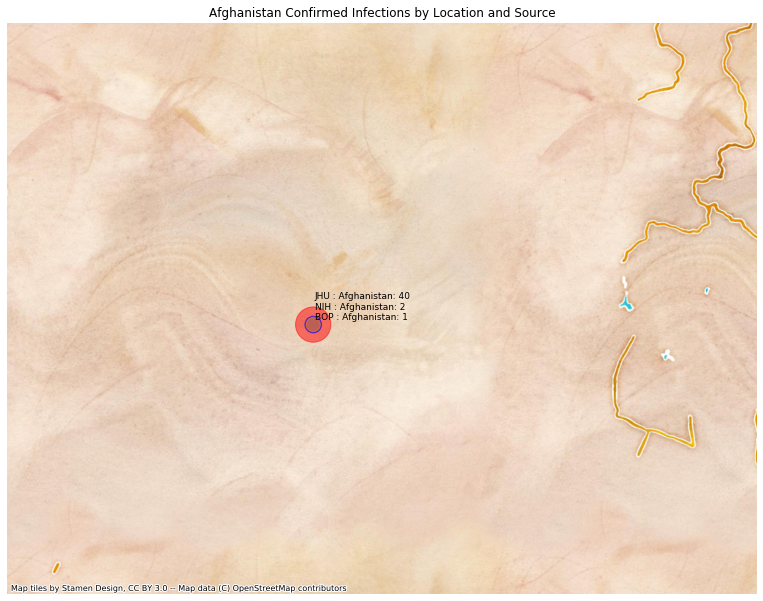 Afghanistan Confirmed Infections by Location and Source
JHU : Afghanistan: 40
NIH : Afghanistan: 2
BOP : Afghanistan: 1
Map tiles by Stamen Design, CC BY 3.0 -- Map data (C) OpenStreetMap contributors